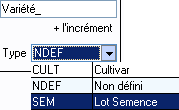 Variété_
+ l'incrément
Type NDEF
CULT Cultivar
NDEF Non défini
SEM Lot Semence